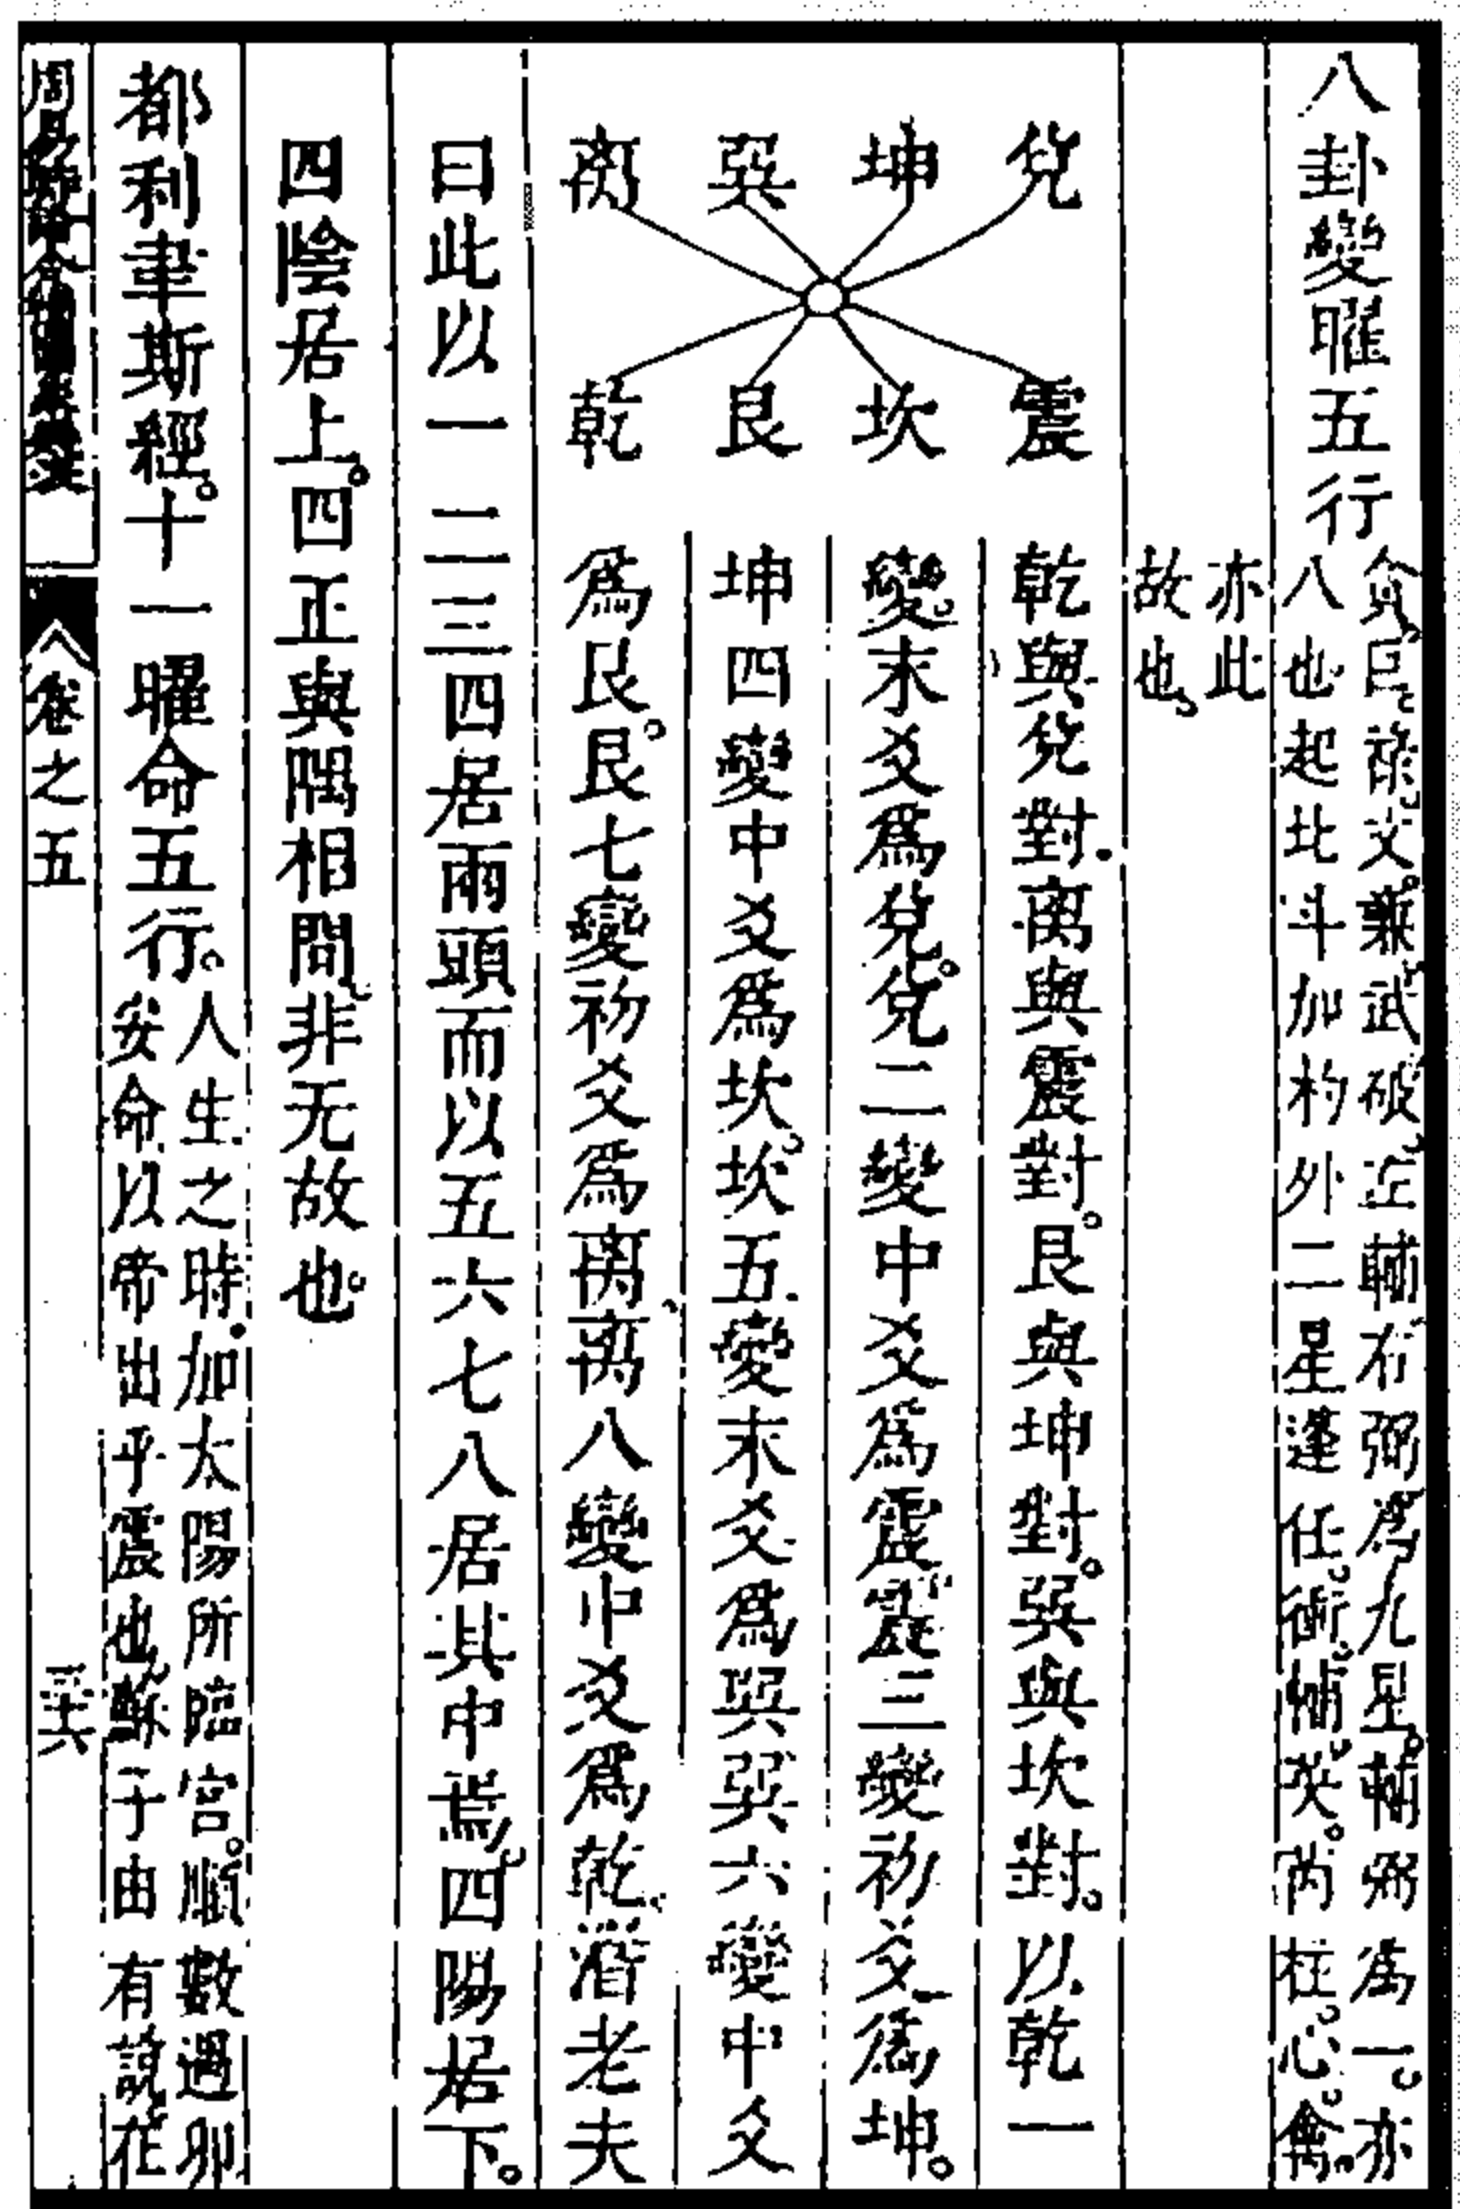 八卦變曜五行
貪。巨。祿。文。兼。武。破。左輔右弼爲九星。輔弼爲一。亦
八也起北斗加杓外二星蓬任。衝。輔。英。芮柱。心。禽。
亦此
故也。
兌 坤 巽 离
震 坎 艮 乾
乾與兌對。离與震對。艮與坤對。巽與坎對。以乾一
變。末爻爲兌。兌二變中爻爲震震三變初爻爲坤。
坤四變中爻爲坎。坎五變末爻爲巽巽六變中爻
爲艮。艮七變初爻爲离离八變中爻爲乾。潛老夫
曰此以一二三四居兩頭而以五六七八居其中焉。四陽居下。
四陰居上。四正與隅相間。非无故也。
都利聿斯經。十一曜命五行。
人生之時。加太陽所臨宮。順數遇卯
安命以帝出乎震也蘇子由有說。在
卷之五